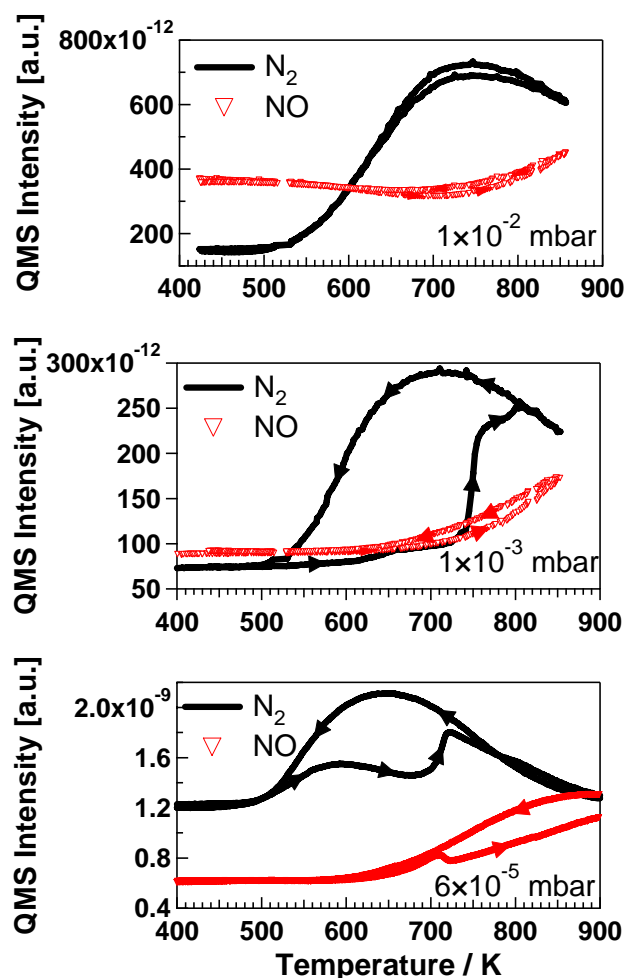 800x10⁻¹²
600
400
200
QMS Intensity [a.u.]
N₂
NO
1×10⁻² mbar
400 500 600 700 800 900
300x10⁻¹²
250
200
150
100
50
QMS Intensity [a.u.]
N₂
NO
1×10⁻³ mbar
400 500 600 700 800 900
2.0x10⁻⁹
1.6
1.2
0.8
0.4
QMS Intensity [a.u.]
N₂
NO
6×10⁻⁵ mbar
400 500 600 700 800 900
Temperature / K